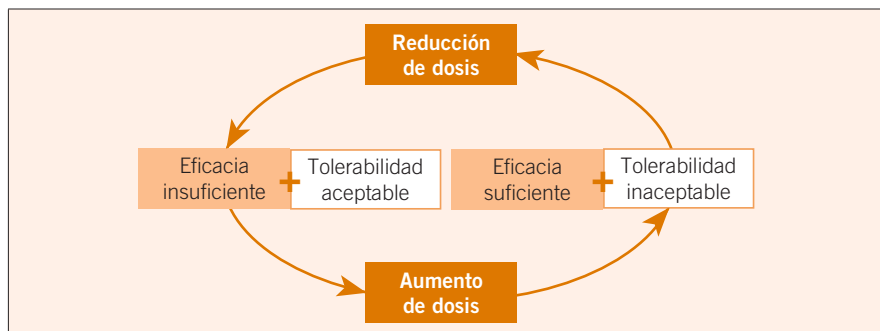 Reducción
de dosis
Eficacia
insuficiente
+
Tolerabilidad
aceptable
Eficacia
suficiente
+
Tolerabilidad
inaceptable
Aumento
de dosis